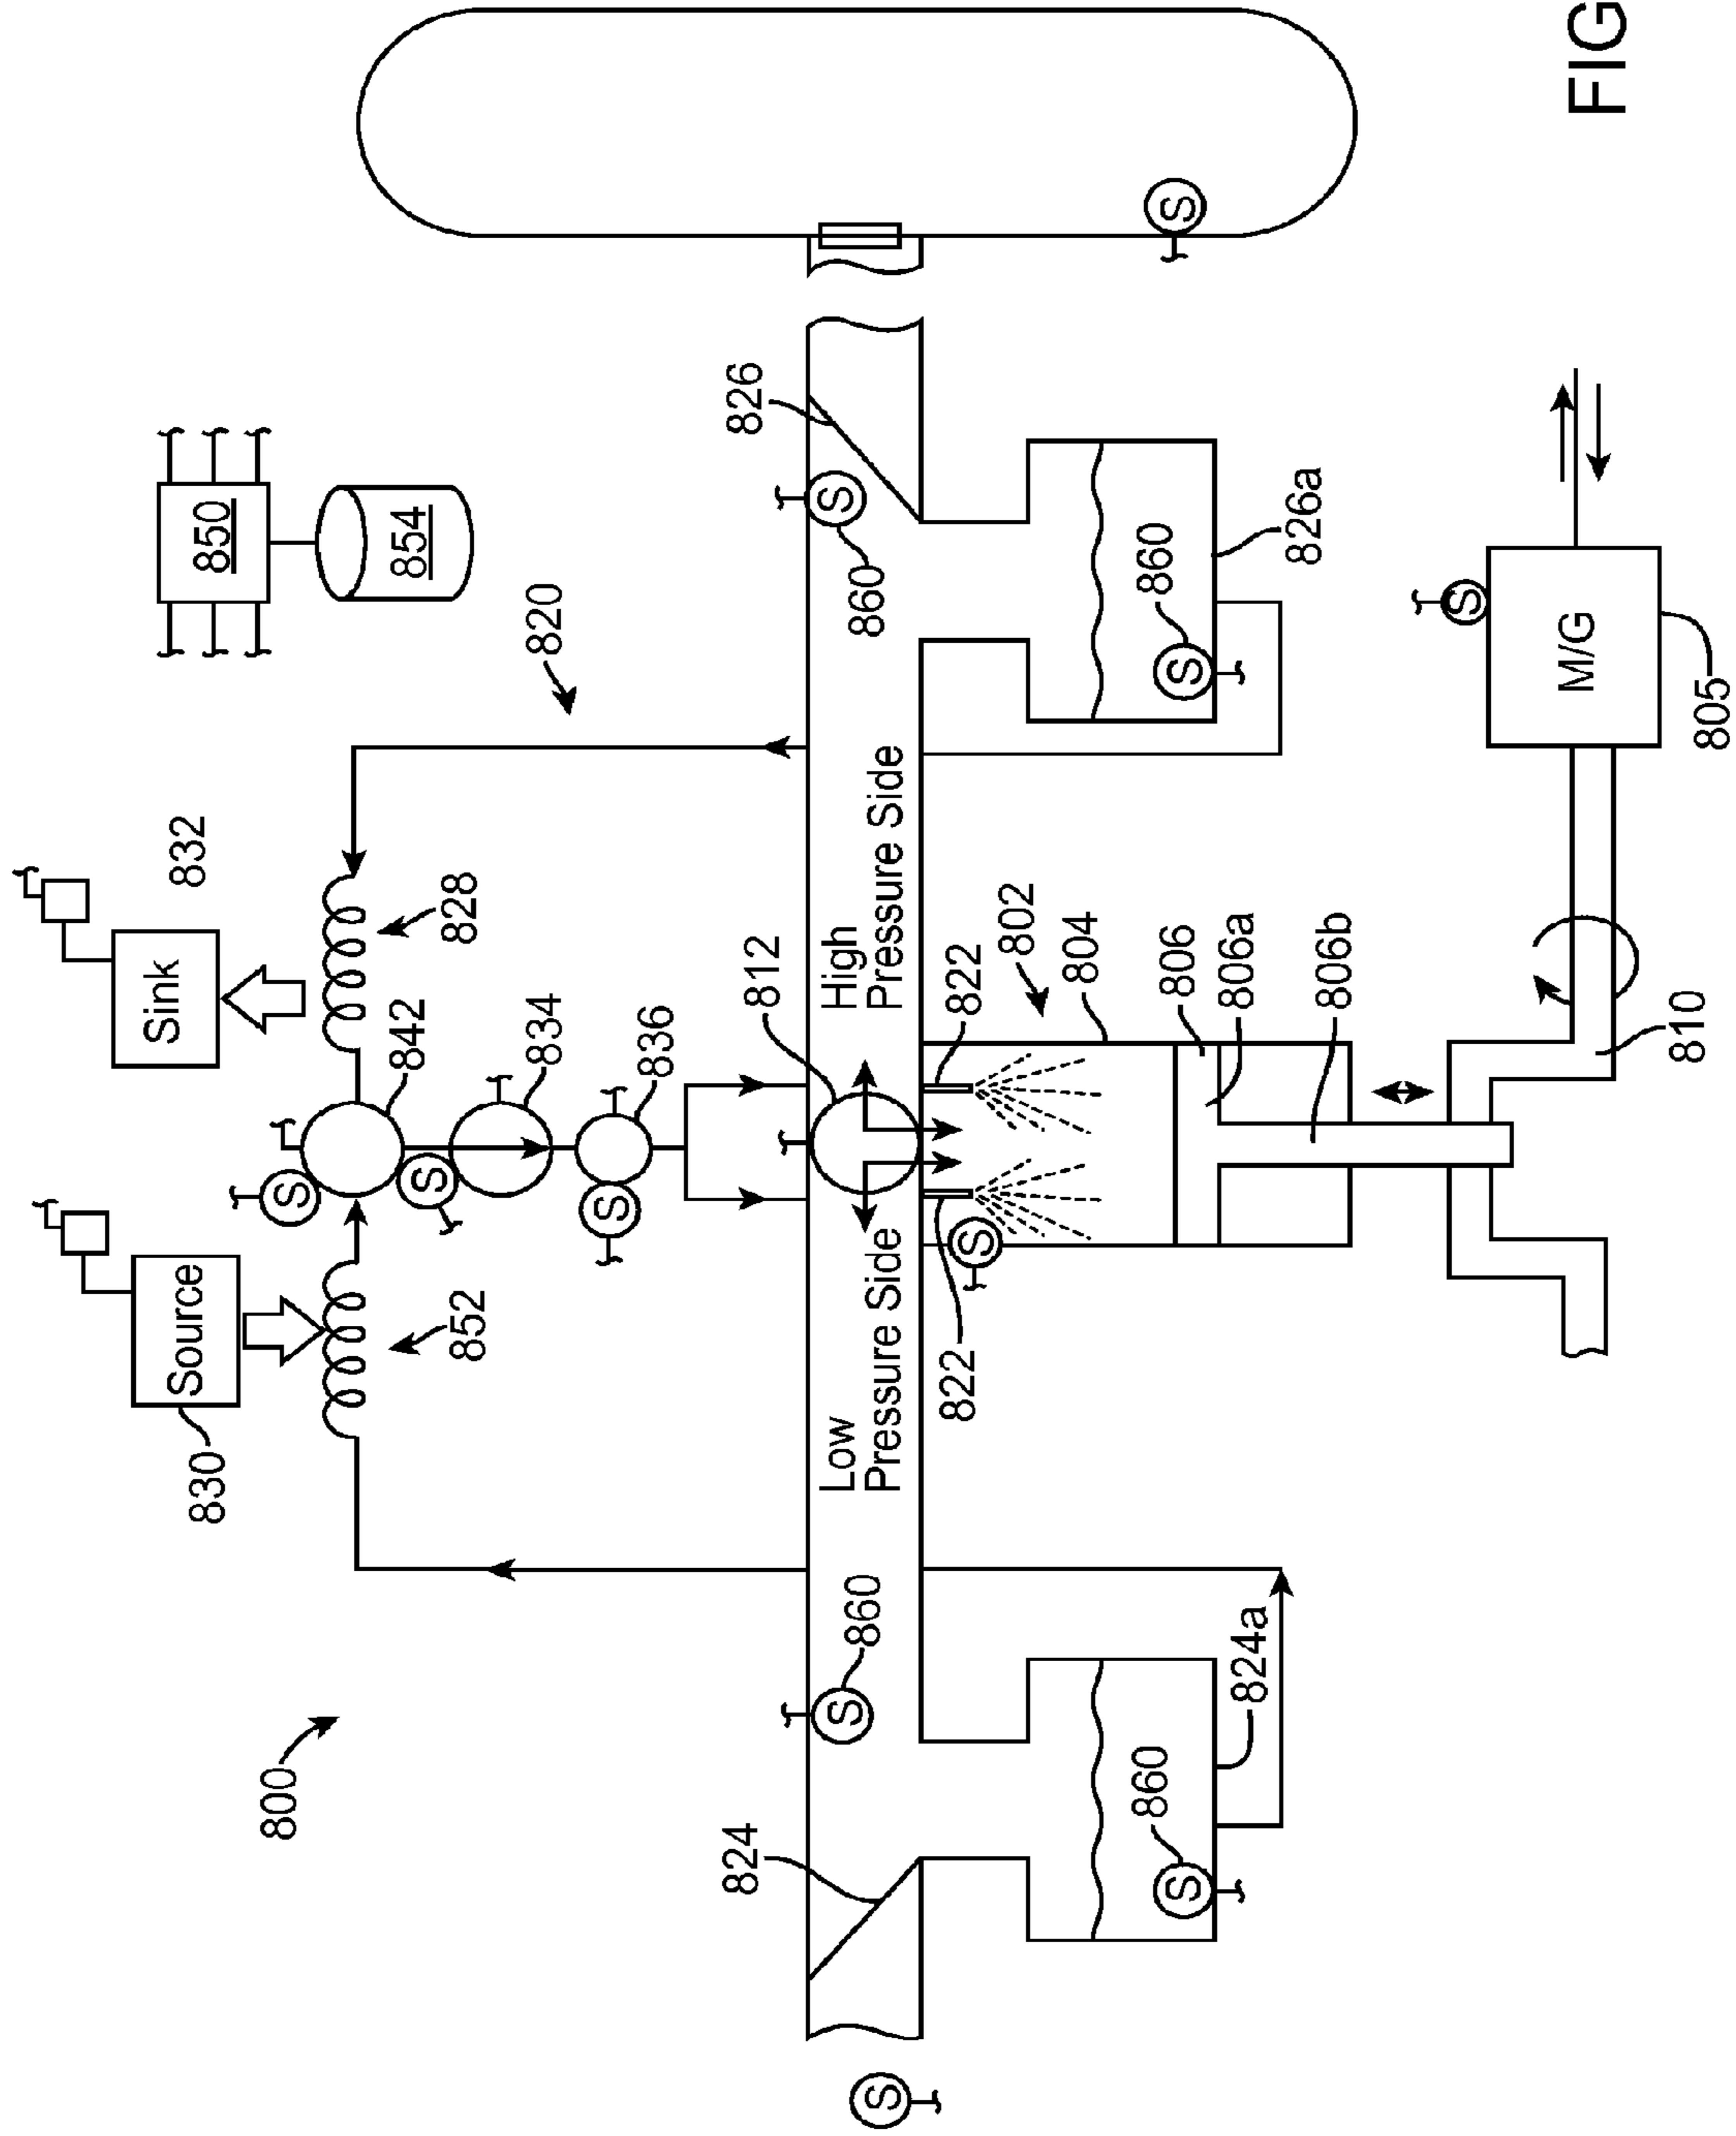 800
830
Source
852
S
S
Sink
832
828
842
834
S
836
820
850
854
812
Low
Pressure Side
High
Pressure Side
824
S
860
826
S
860
S
822
822
802
804
806
806a
806b
S
860
824a
S
860
826a
S
S
810
M/G
S
805
FIG